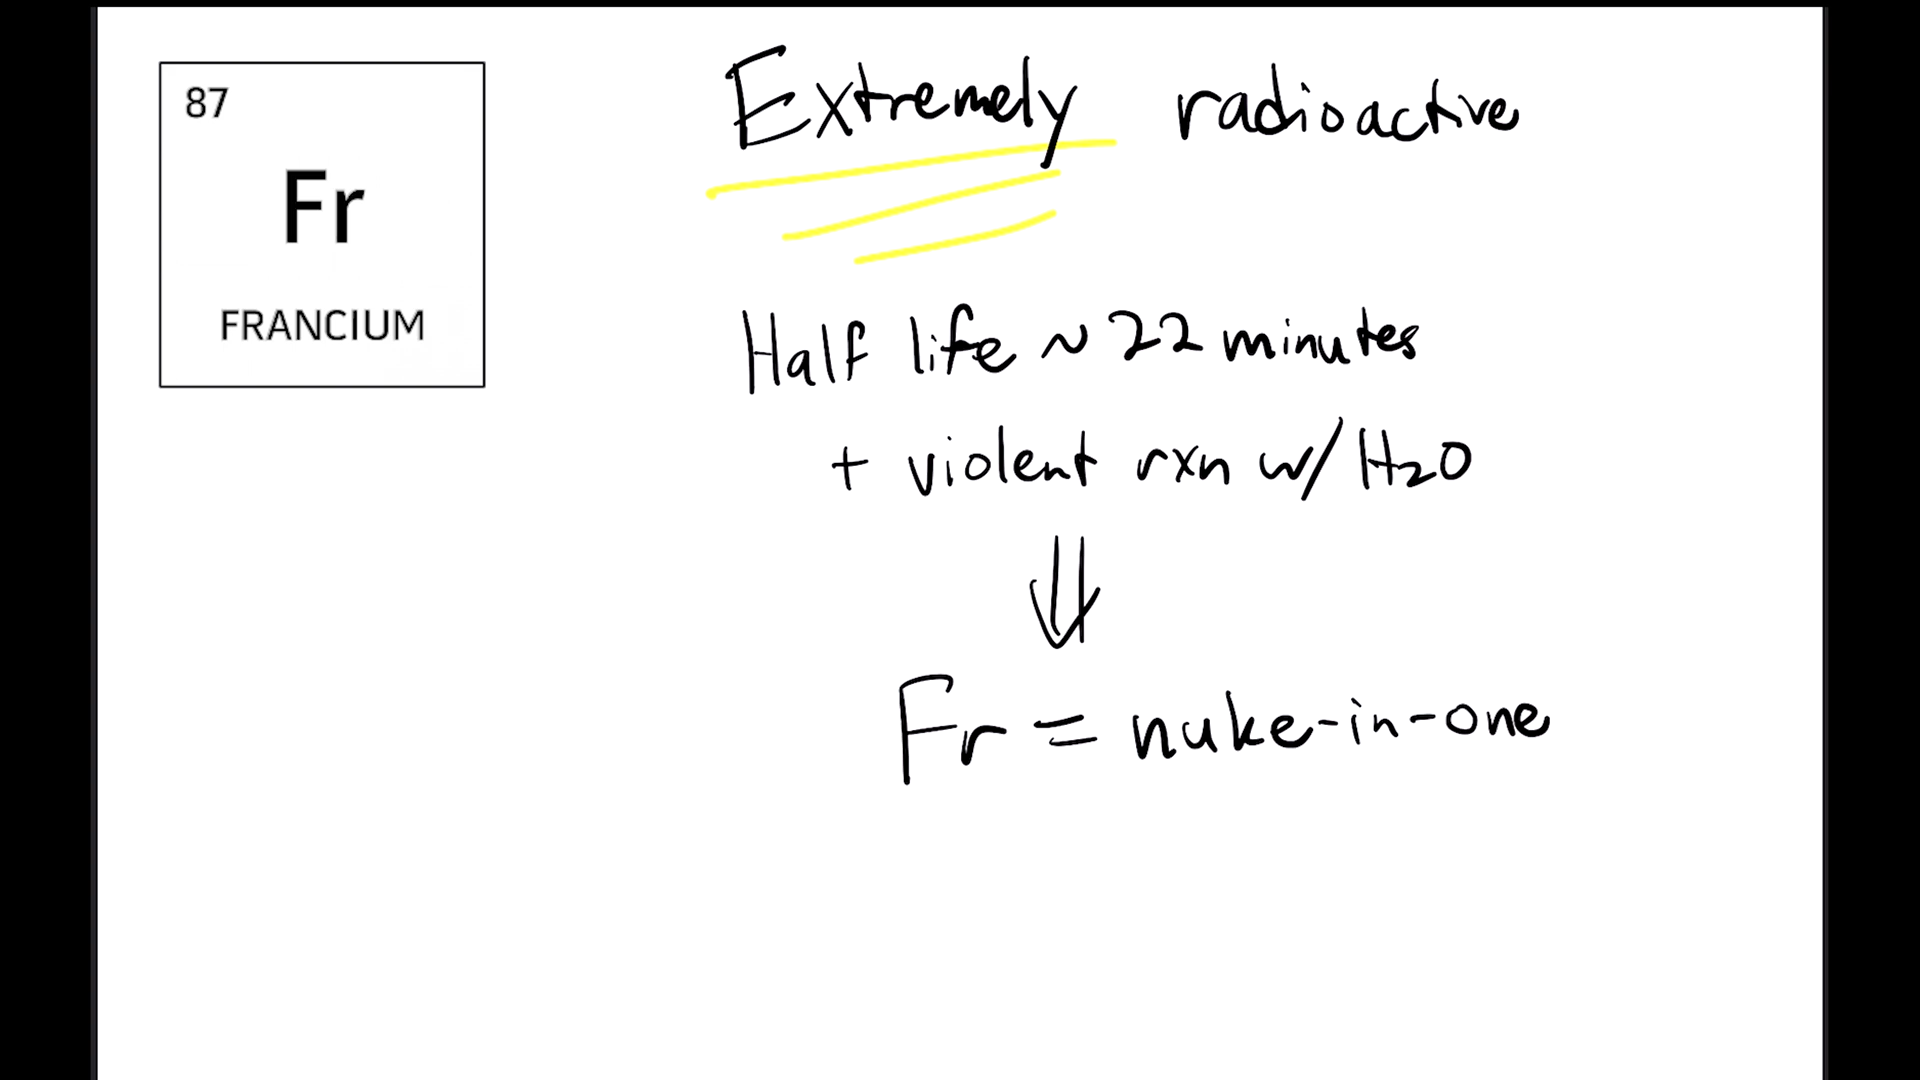 87
Fr
FRANCIUM
Extremely radioactive
Half life ~ 22 minutes
+ violent rxn w/ H2O
Fr = nuke-in-one